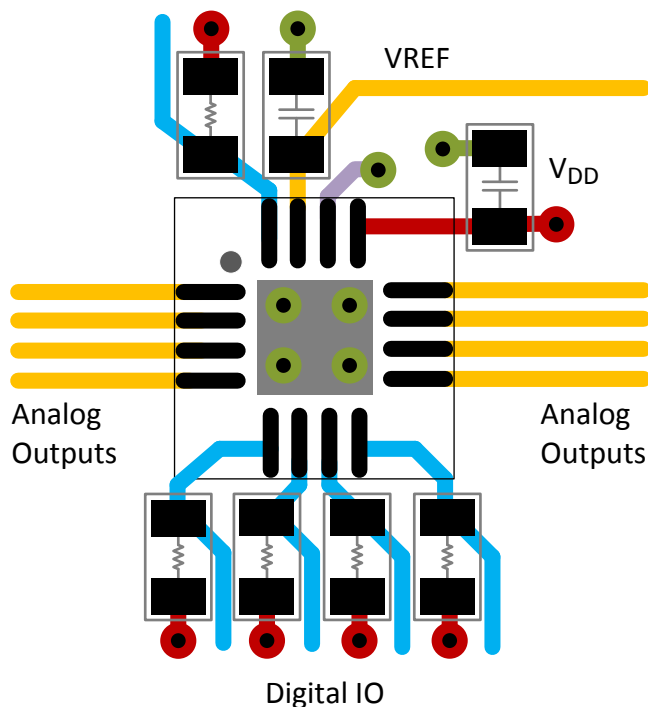 VREF
VDD
Analog
Outputs
Analog
Outputs
Digital IO